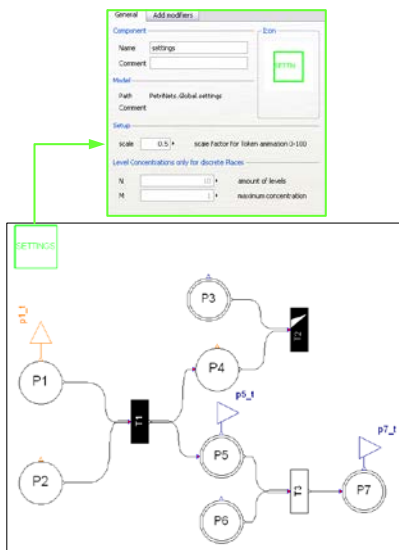 General Add modifiers
Component Icon
Name settings
Comment
SETTIN
Model
Path PetriNets.Global.settings
Comment
Setup
scale 0.5 scale Factor for Token animation 0-100
Level Concentrations only for discrete Places
N 10 amount of levels
M 1 maximum concentration
SETTINGS
p1_t
P3
T2
P1
P4
T1
p5_t
p7_t
P2
P5
T3
P7
P6